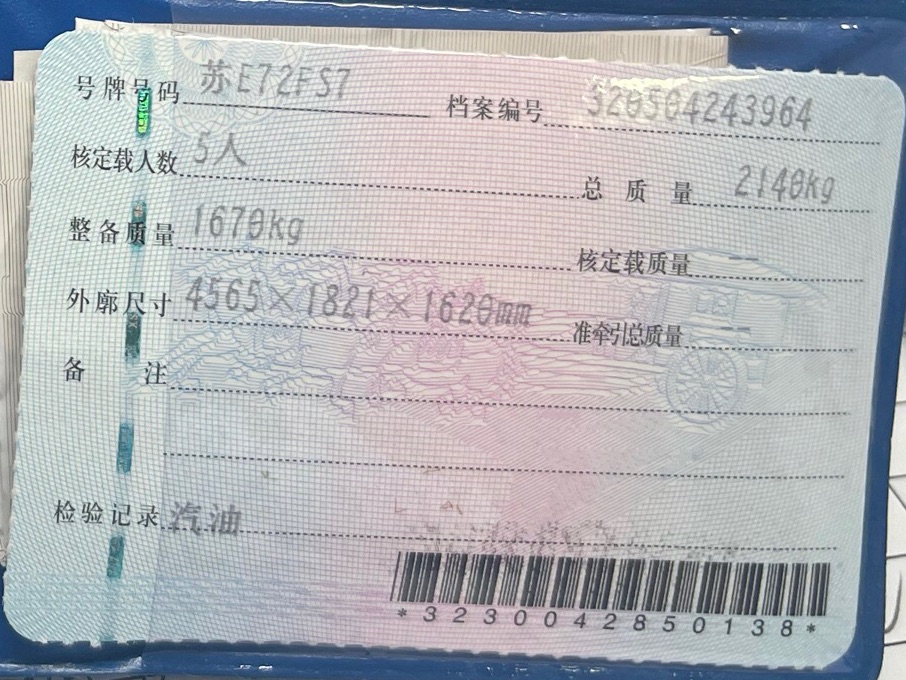 号牌号码 苏E72FS7 档案编号 320504243964
核定载人数 5人 总质量 2140kg
整备质量 1670kg 核定载质量 --
外廓尺寸 4565×1821×1620mm 准牵引总质量 --
备注
检验记录 汽油
*3230042850138*